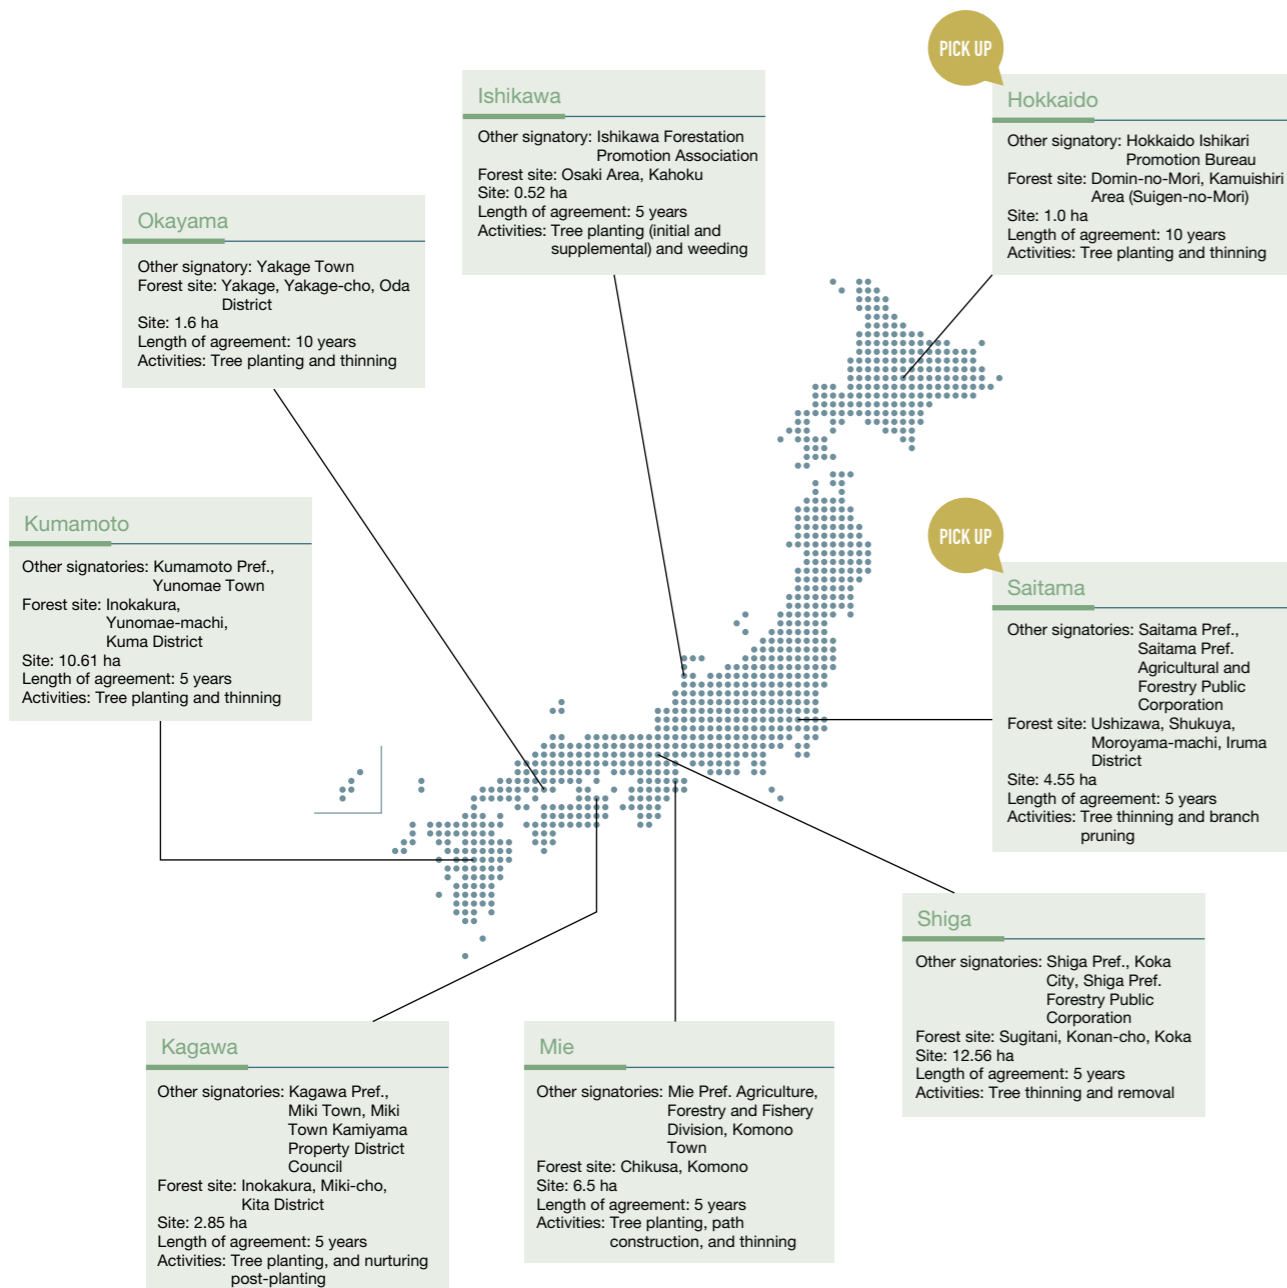 PICK UP
Hokkaido
Other signatory: Hokkaido Ishikari
Promotion Bureau
Forest site: Domin-no-Mori, Kamuishiri
Area (Suigen-no-Mori)
Site: 1.0 ha
Length of agreement: 10 years
Activities: Tree planting and thinning
Ishikawa
Other signatory: Ishikawa Forestation
Promotion Association
Forest site: Osaki Area, Kahoku
Site: 0.52 ha
Length of agreement: 5 years
Activities: Tree planting (initial and
supplemental) and weeding
Okayama
Other signatory: Yakage Town
Forest site: Yakage, Yakage-cho, Oda
District
Site: 1.6 ha
Length of agreement: 10 years
Activities: Tree planting and thinning
Kumamoto
Other signatories: Kumamoto Pref.,
Yunomae Town
Forest site: Inokakura,
Yunomae-machi,
Kuma District
Site: 10.61 ha
Length of agreement: 5 years
Activities: Tree planting and thinning
PICK UP
Saitama
Other signatories: Saitama Pref.,
Saitama Pref.
Agricultural and
Forestry Public
Corporation
Forest site: Ushizawa, Shukuya,
Moroyama-machi, Iruma
District
Site: 4.55 ha
Length of agreement: 5 years
Activities: Tree thinning and branch
pruning
Shiga
Other signatories: Shiga Pref., Koka
City, Shiga Pref.
Forestry Public
Corporation
Forest site: Sugitani, Konan-cho, Koka
Site: 12.56 ha
Length of agreement: 5 years
Activities: Tree thinning and removal
Kagawa
Other signatories: Kagawa Pref.,
Miki Town, Miki
Town Kamiyama
Property District
Council
Forest site: Inokakura, Miki-cho,
Kita District
Site: 2.85 ha
Length of agreement: 5 years
Activities: Tree planting, and nurturing
post-planting
Mie
Other signatories: Mie Pref. Agriculture,
Forestry and Fishery
Division, Komono
Town
Forest site: Chikusa, Komono
Site: 6.5 ha
Length of agreement: 5 years
Activities: Tree planting, path
construction, and thinning